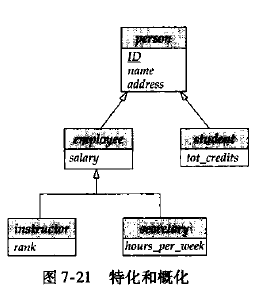 person
ID
name
address
employee
salary
student
tot_credits
instructor
rank
secretary
hours_per_week
图 7-21 特化和概化